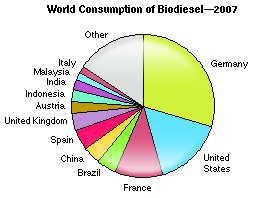 World Consumption of Biodiesel—2007
Other
Germany
Italy
Malaysia
India
Indonesia
Austria
United Kingdom
Spain
China
Brazil
France
United
States